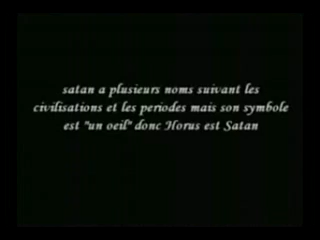 satan a plusieurs noms suivant les
civilisations et les periodes mais son symbole
est "un oeil" donc Horus est Satan